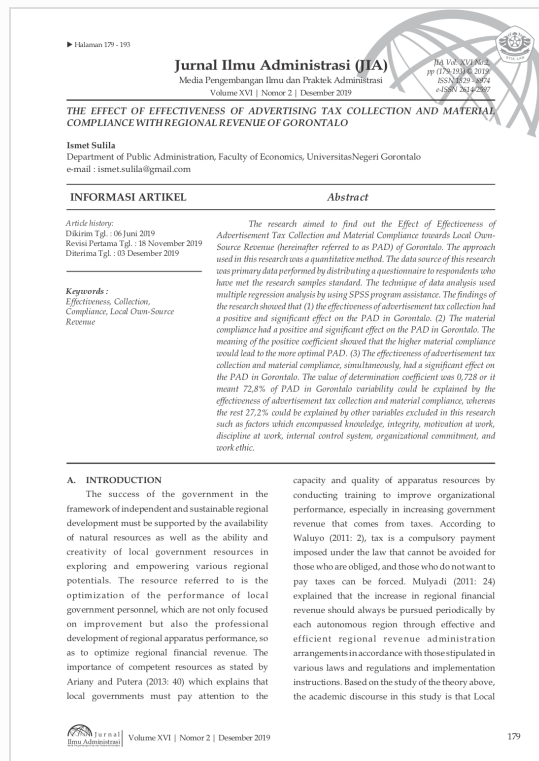 ▶ Halaman 179 - 193
Jurnal Ilmu Administrasi (JIA)
Media Pengembangan Ilmu dan Praktek Administrasi
Volume XVI | Nomor 2 | Desember 2019
JIA Vol. XVI No.2,
pp (179-193) © 2019.
ISSN 1829 - 8974
e-ISSN 2614-2597
THE EFFECT OF EFFECTIVENESS OF ADVERTISING TAX COLLECTION AND MATERIAL
COMPLIANCE WITH REGIONAL REVENUE OF GORONTALO
Ismet Sulila
Department of Public Administration, Faculty of Economics, UniversitasNegeri Gorontalo
e-mail : ismet.sulila@gmail.com
INFORMASI ARTIKEL
Article history:
Dikirim Tgl. : 06 Juni 2019
Revisi Pertama Tgl. : 18 November 2019
Diterima Tgl. : 03 Desember 2019
Keywords :
Effectiveness, Collection,
Compliance, Local Own-Source
Revenue
Abstract
The research aimed to find out the Effect of Effectiveness of
Advertisement Tax Collection and Material Compliance towards Local Own-
Source Revenue (hereinafter referred to as PAD) of Gorontalo. The approach
used in this research was a quantitative method. The data source of this research
was primary data performed by distributing a questionnaire to respondents who
have met the research samples standard. The technique of data analysis used
multiple regression analysis by using SPSS program assistance. The findings of
the research showed that (1) the effectiveness of advertisement tax collection had
a positive and significant effect on the PAD in Gorontalo. (2) The material
compliance had a positive and significant effect on the PAD in Gorontalo. The
meaning of the positive coefficient showed that the higher material compliance
would lead to the more optimal PAD. (3) The effectiveness of advertisement tax
collection and material compliance, simultaneously, had a significant effect on
the PAD in Gorontalo. The value of determination coefficient was 0,728 or it
meant 72,8% of PAD in Gorontalo variability could be explained by the
effectiveness of advertisement tax collection and material compliance, whereas
the rest 27,2% could be explained by other variables excluded in this research
such as factors which encompassed knowledge, integrity, motivation at work,
discipline at work, internal control system, organizational commitment, and
work ethic.
A. INTRODUCTION
The success of the government in the
framework of independent and sustainable regional
development must be supported by the availability
of natural resources as well as the ability and
creativity of local government resources in
exploring and empowering various regional
potentials. The resource referred to is the
optimization of the performance of local
government personnel, which are not only focused
on improvement but also the professional
development of regional apparatus performance, so
as to optimize regional financial revenue. The
importance of competent resources as stated by
Ariany and Putera (2013: 40) which explains that
local governments must pay attention to the
capacity and quality of apparatus resources by
conducting training to improve organizational
performance, especially in increasing government
revenue that comes from taxes. According to
Waluyo (2011: 2), tax is a compulsory payment
imposed under the law that cannot be avoided for
those who are obliged, and those who do not want to
pay taxes can be forced. Mulyadi (2011: 24)
explained that the increase in regional financial
revenue should always be pursued periodically by
each autonomous region through effective and
efficient regional revenue administration
arrangements in accordance with those stipulated in
various laws and regulations and implementation
instructions. Based on the study of the theory above,
the academic discourse in this study is that Local
Jurnal
Ilmu Administrasi
Volume XVI | Nomor 2 | Desember 2019
179